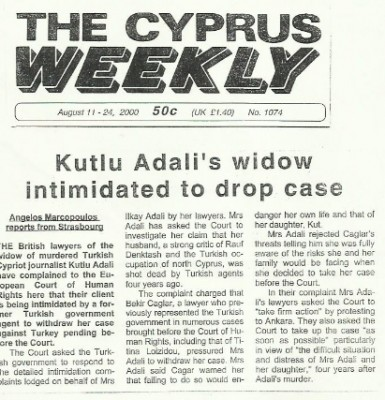 THE CYPRUS
WEEKLY
August 11 - 24, 2000 50c (UK £1.40) No. 1074
Kutlu Adali's widow
intimidated to drop case
Angelos Marcopoulos
reports from Strasbourg
THE British lawyers of the
widow of murdered Turkish
Cypriot journalist Kutlu Adali
have complained to the Eu-
ropean Court of Human
Rights here that their client
is being intimidated by a for-
mer Turkish government
agent to withdraw her case
against Turkey pending be-
fore the Court.
The Court asked the Turk-
ish government to respond to
the detailed intimidation com-
plaints lodged on behalf of Mrs
Ilkay Adali by her lawyers. Mrs
Adali has asked the Court to
investigate her claim that her
husband, a strong critic of Rauf
Denktash and the Turkish oc-
cupation of north Cyprus, was
shot dead by Turkish agents
four years ago.
The complaint charged that
Bakir Caglar, a lawyer who pre-
viously represented the Turkish
government in numerous cases
brought before the Court of Hu-
man Rights, including that of Ti-
tina Loizidou, pressured Mrs
Adali to withdraw her case. Mrs
Adali said Cagar warned her
that failing to do so would en-
danger her own life and that of
her daughter, Kut.
Mrs Adali rejected Caglar's
threats telling him she was fully
aware of the risks she and her
family would be facing when
she decided to take her case
before the Court.
In their complaint Mrs Ada-
li's lawyers asked the Court to
"take firm action" by protesting
to Ankara. They also asked the
Court to take up the case "as
soon as possible" particularly
in view of "the difficult situation
and distress of Mrs Adali and
her daughter," four years after
Adali's murder.